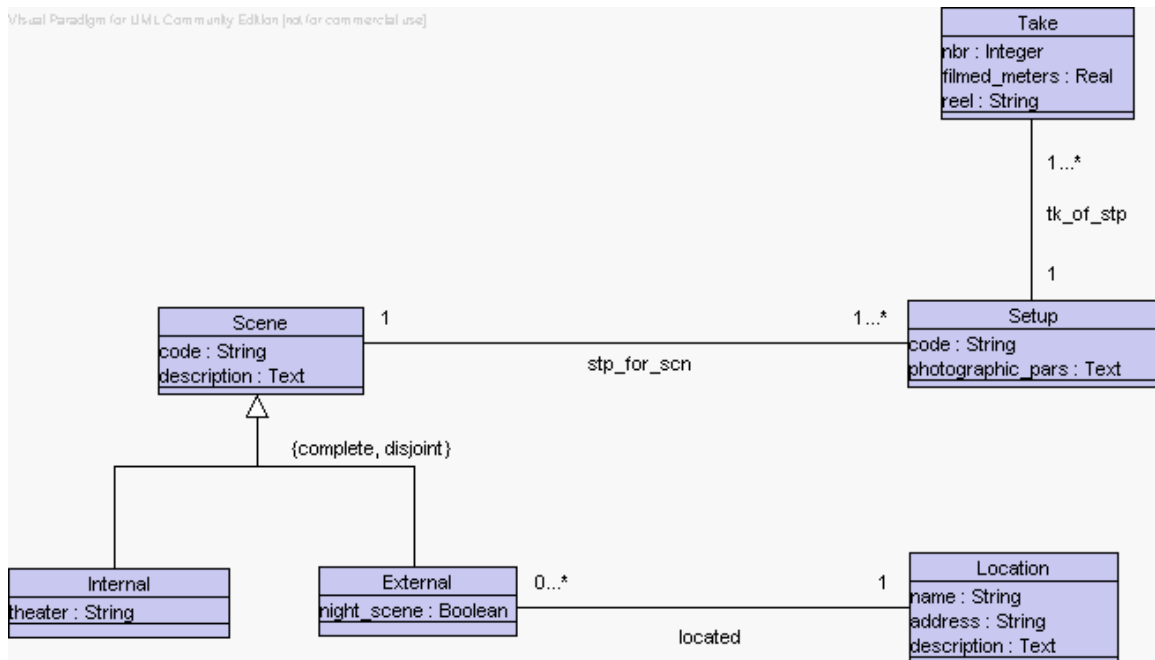 Visual Paradigm for UML Community Edition [not for commercial use]
Take
nbr : Integer
filmed_meters : Real
reel : String
1...*
tk_of_stp
1
Setup
code : String
photographic_pars : Text
Scene
code : String
description : Text
1
1...*
stp_for_scn
{complete, disjoint}
Internal
theater : String
External
night_scene : Boolean
0...*
1
located
Location
name : String
address : String
description : Text